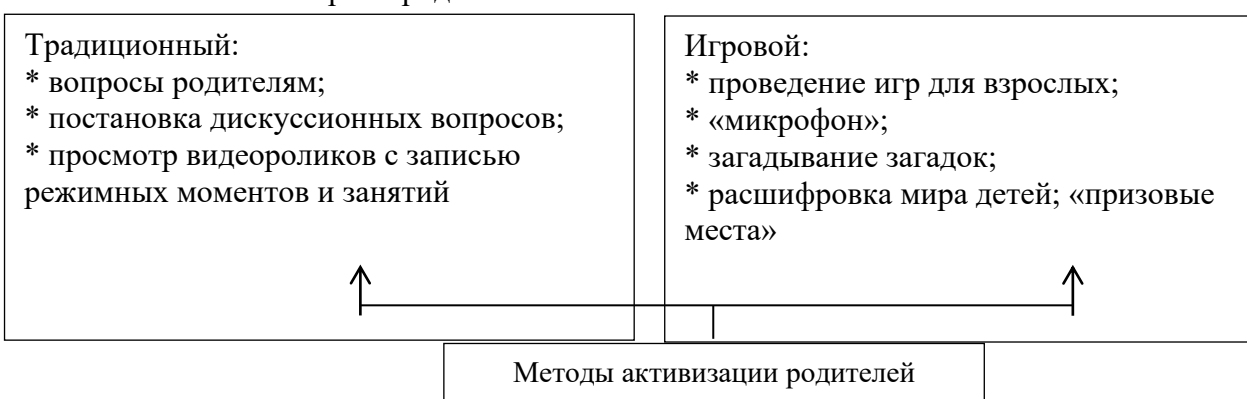 Традиционный:
* вопросы родителям;
* постановка дискуссионных вопросов;
* просмотр видеороликов с записью
режимных моментов и занятий
Игровой:
* проведение игр для взрослых;
* «микрофон»;
* загадывание загадок;
* расшифровка мира детей; «призовые
места»
Методы активизации родителей